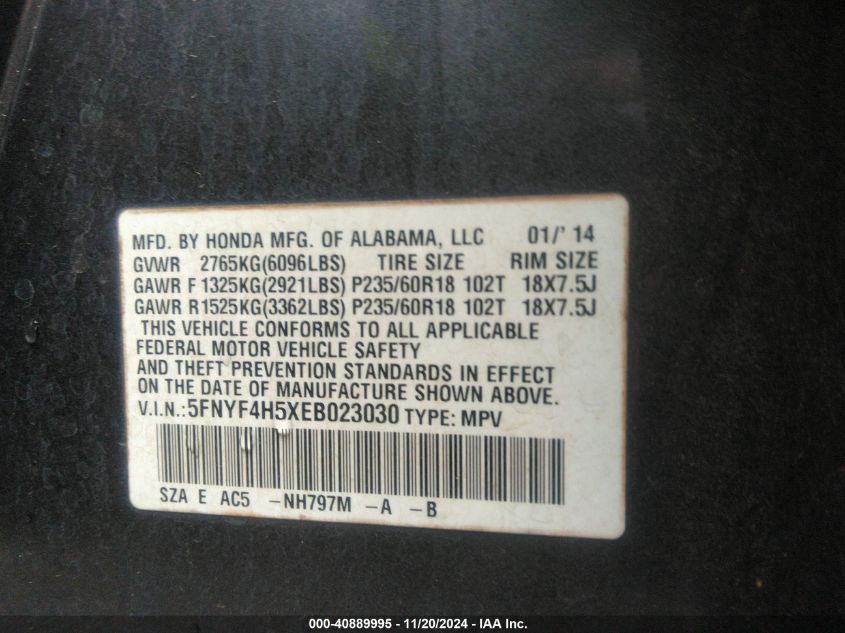 MFD. BY HONDA MFG. OF ALABAMA, LLC 01/' 14
GVWR 2765KG(6096LBS) TIRE SIZE RIM SIZE
GAWR F 1325KG(2921LBS) P235/60R18 102T 18X7.5J
GAWR R1525KG(3362LBS) P235/60R18 102T 18X7.5J
THIS VEHICLE CONFORMS TO ALL APPLICABLE
FEDERAL MOTOR VEHICLE SAFETY
AND THEFT PREVENTION STANDARDS IN EFFECT
ON THE DATE OF MANUFACTURE SHOWN ABOVE.
V.I.N.:5FNYF4H5XEB023030 TYPE: MPV
SZA E AC5 -NH797M -A -B
000-40889995 - 11/20/2024 - IAA Inc.